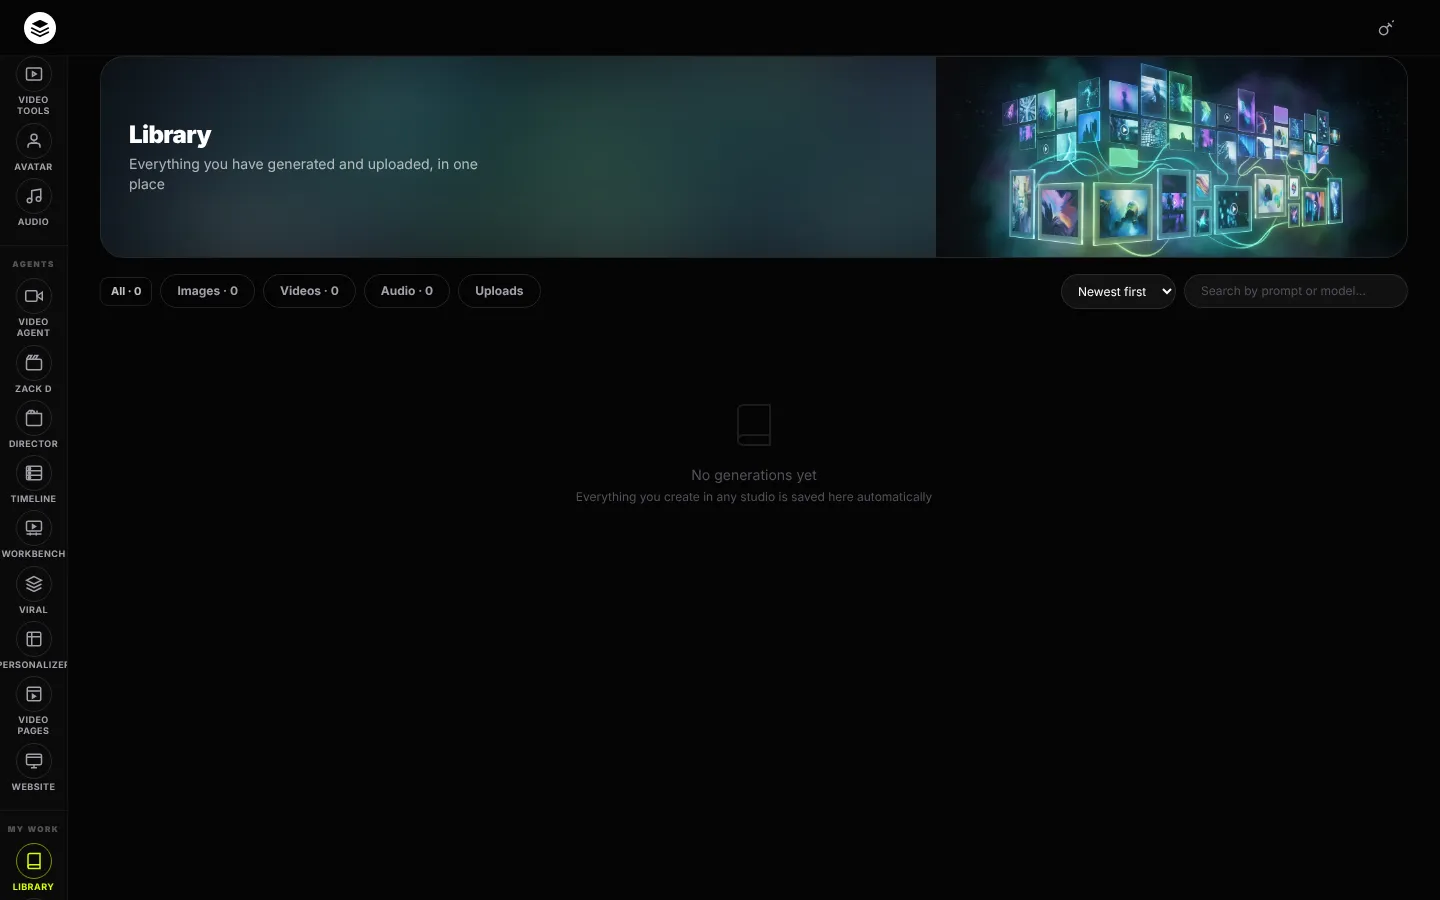 VIDEO
TOOLS
AVATAR
AUDIO
AGENTS
VIDEO
AGENT
ZACK D
DIRECTOR
TIMELINE
WORKBENCH
VIRAL
PERSONALIZER
VIDEO
PAGES
WEBSITE
MY WORK
LIBRARY
Library
Everything you have generated and uploaded, in one
place
All · 0
Images · 0
Videos · 0
Audio · 0
Uploads
Newest first
Search by prompt or model...
No generations yet
Everything you create in any studio is saved here automatically